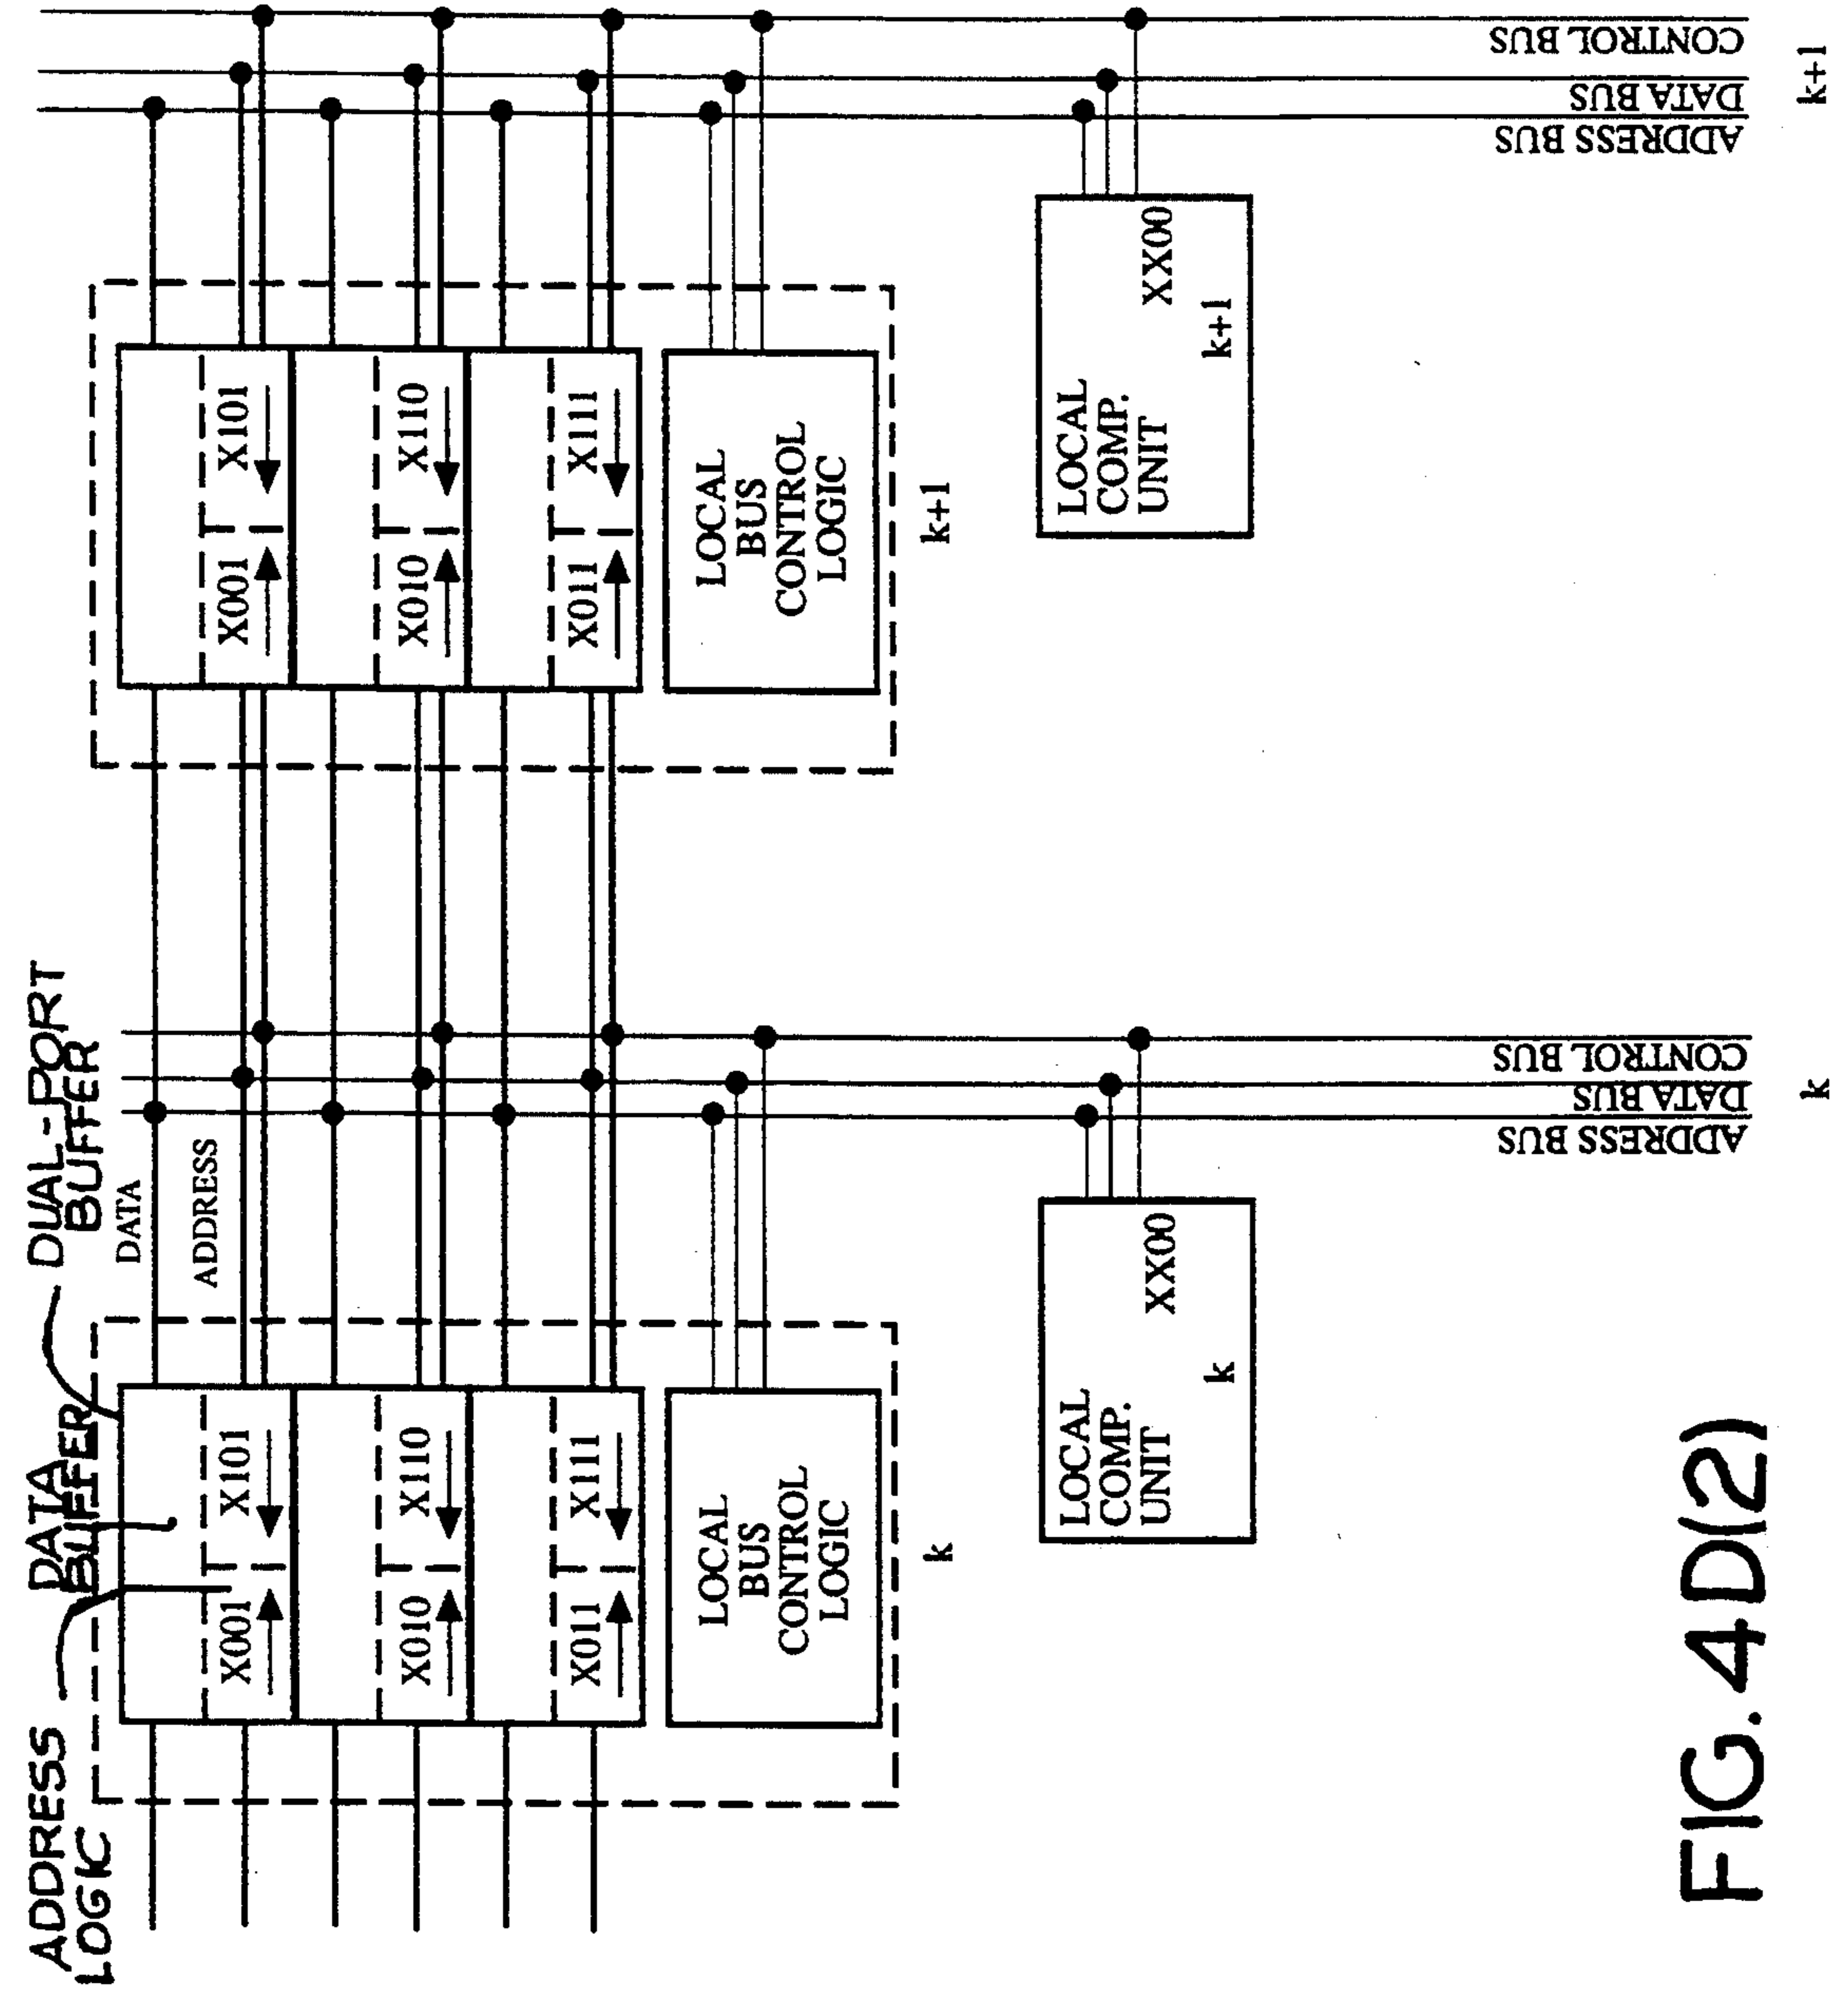 ADDRESS
LOGIC
DATA
BUFFER
DUAL-PORT
BUFFER
DATA
ADDRESS
X001
X101
X010
X110
X011
X111
LOCAL
BUS
CONTROL
LOGIC
k
X001
X101
X010
X110
X011
X111
LOCAL
BUS
CONTROL
LOGIC
k+1
LOCAL
COMP.
UNIT
XX00
k
LOCAL
COMP.
UNIT
XX00
k+1
ADDRESS BUS
DATA BUS
CONTROL BUS
k
ADDRESS BUS
DATA BUS
CONTROL BUS
k+1
FIG. 4D(2)